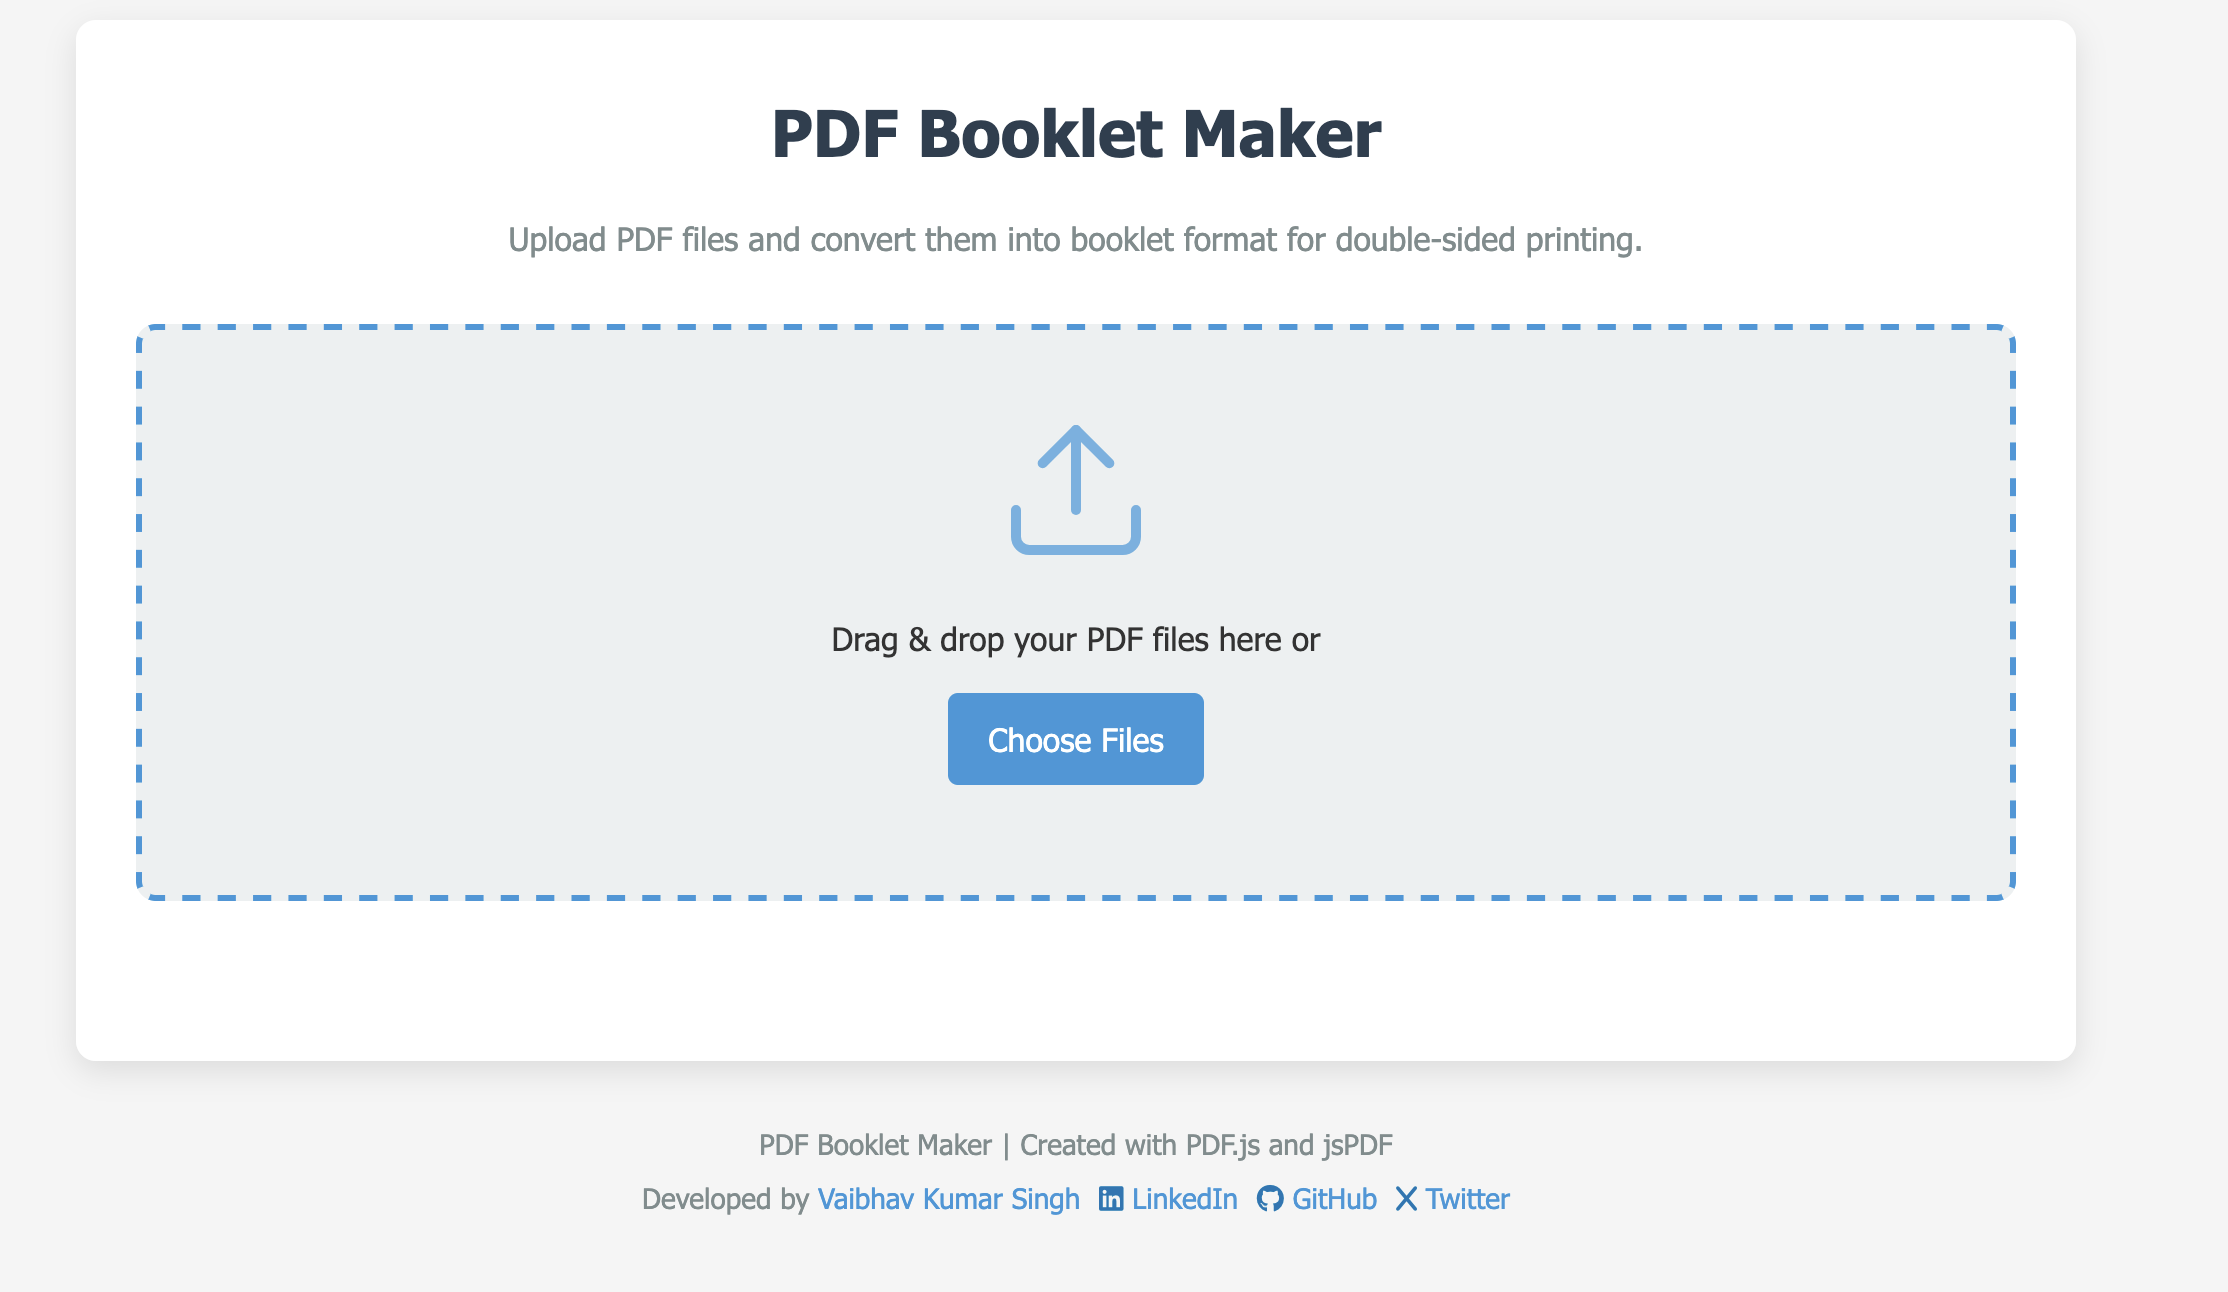 PDF Booklet Maker
Upload PDF files and convert them into booklet format for double-sided printing.
Drag & drop your PDF files here or
Choose Files
PDF Booklet Maker | Created with PDF.js and jsPDF
Developed by Vaibhav Kumar Singh LinkedIn GitHub Twitter